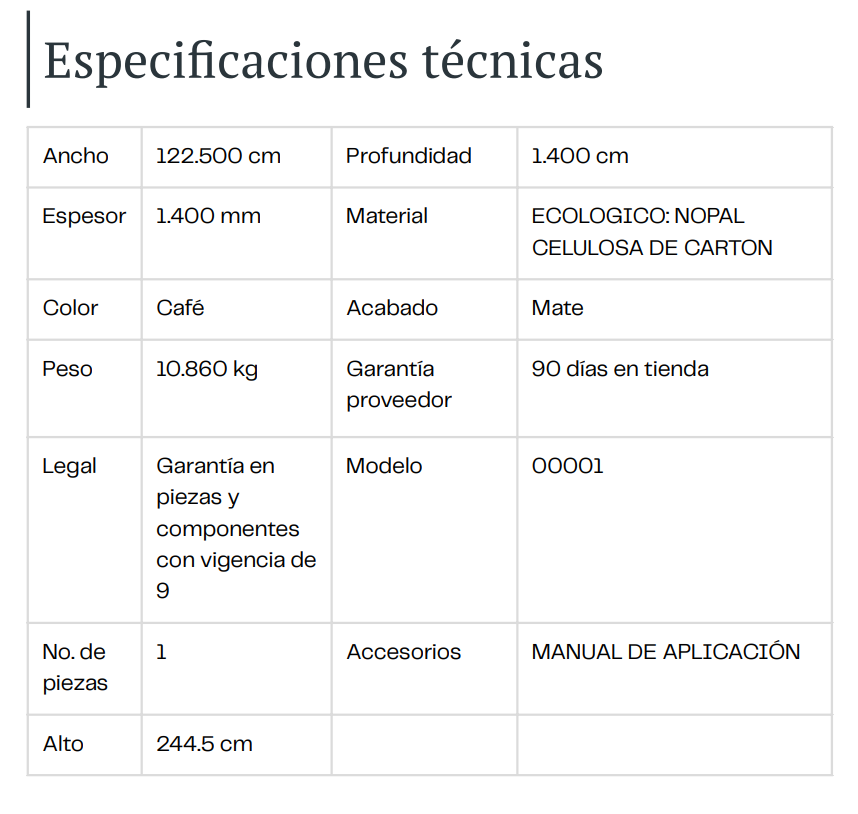 Especificaciones técnicas
Ancho 122.500 cm Profundidad 1.400 cm
Espesor 1.400 mm Material ECOLOGICO: NOPAL
CELULOSA DE CARTON
Color Café Acabado Mate
Peso 10.860 kg Garantía 90 días en tienda
proveedor
Legal Garantía en Modelo 00001
piezas y
componentes
con vigencia de
9
No. de 1 Accesorios MANUAL DE APLICACIÓN
piezas
Alto 244.5 cm